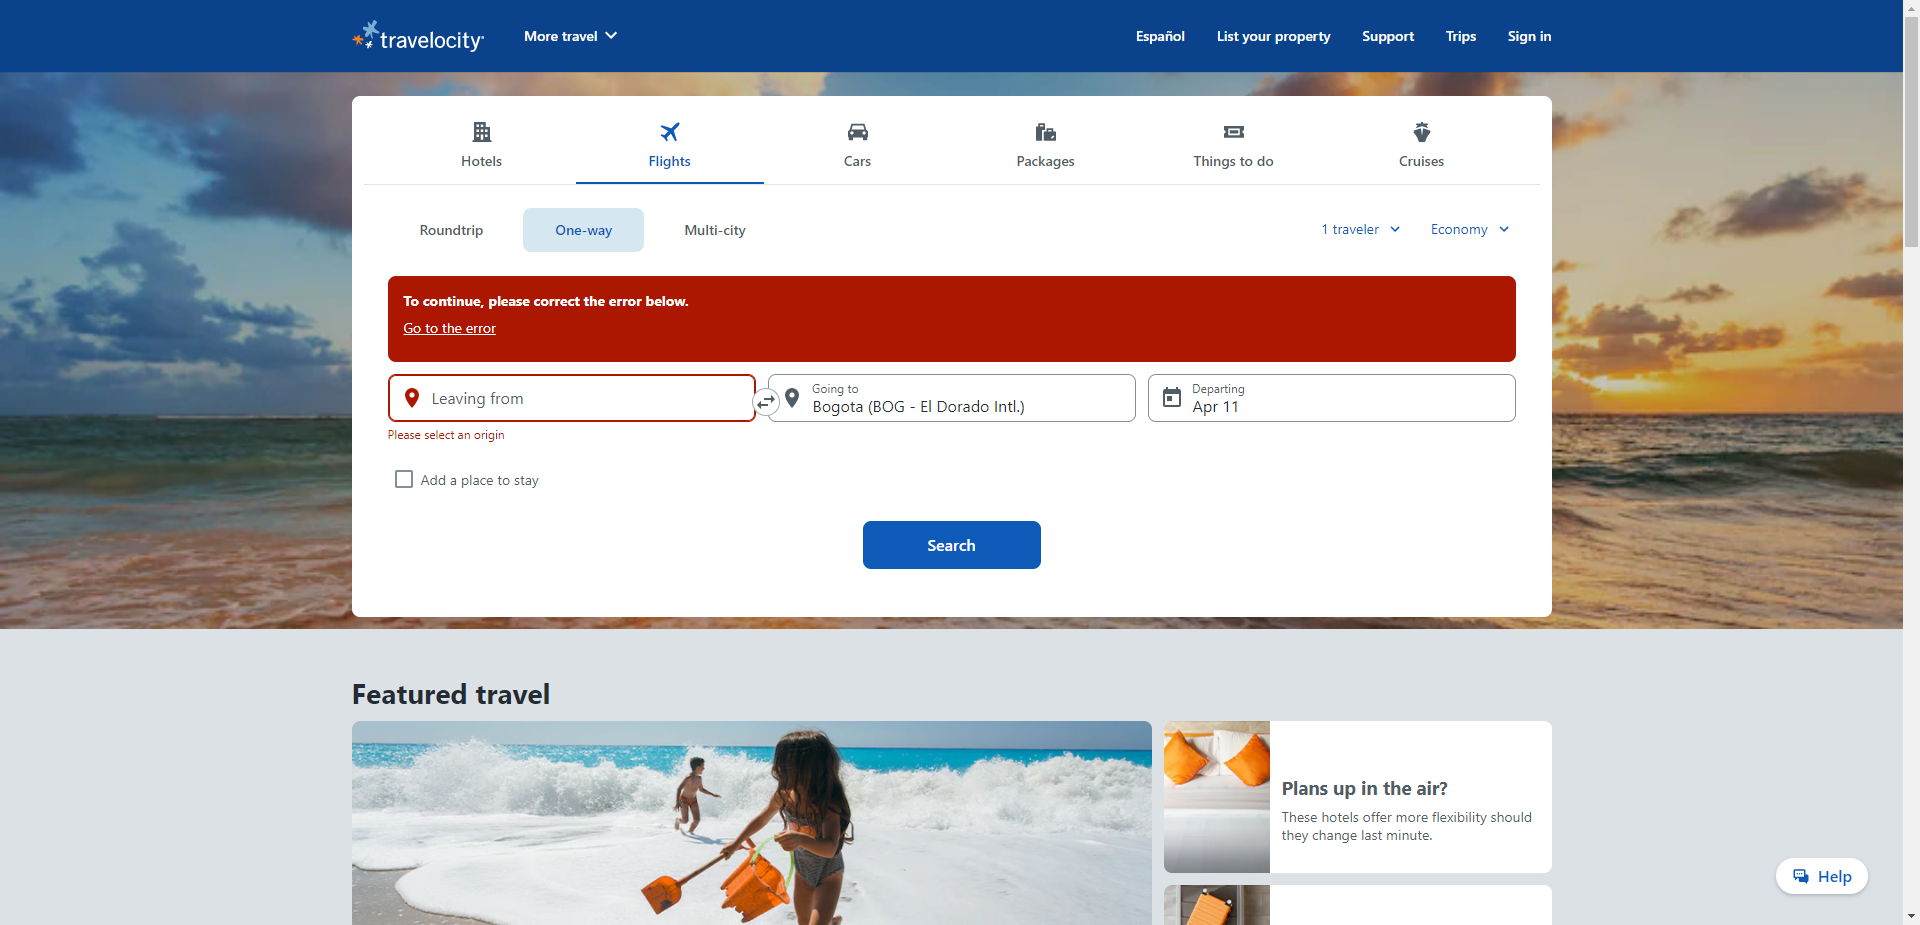 travelocity
More travel
Español
List your property
Support
Trips
Sign in
Hotels
Flights
Cars
Packages
Things to do
Cruises
Roundtrip
One-way
Multi-city
1 traveler
Economy
To continue, please correct the error below.
Go to the error
Leaving from
Going to
Bogota (BOG - El Dorado Intl.)
Departing
Apr 11
Please select an origin
Add a place to stay
Search
Featured travel
Plans up in the air?
These hotels offer more flexibility should
they change last minute.
Help